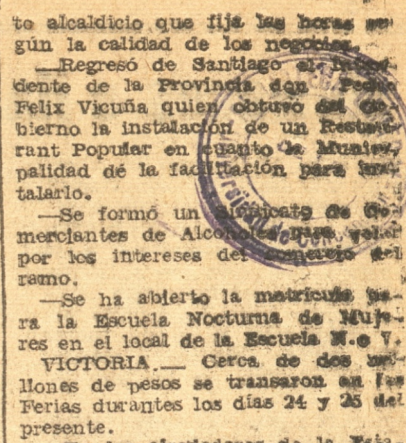 to alcaldicio que fija las horas se-
gún la calidad de los negocios.
—Regresó de Santiago el Inten-
dente de la Provincia don Pedro
Felix Vicuña quien obtuvo del Go-
bierno la instalación de un Restau-
rant Popular en cuanto la Munici-
palidad dé la facilitación para ins-
talarlo.
—Se formó un Sindicato de Co-
merciantes de Alcoholes para velar
por los intereses del comercio del
ramo.
—Se ha abierto la matrícula pa-
ra la Escuela Nocturna de Muje-
res en el local de la Escuela N.o V.
VICTORIA.— Cerca de dos mi-
llones de pesos se transaron en las
Ferias durantes los días 24 y 25 del
presente.